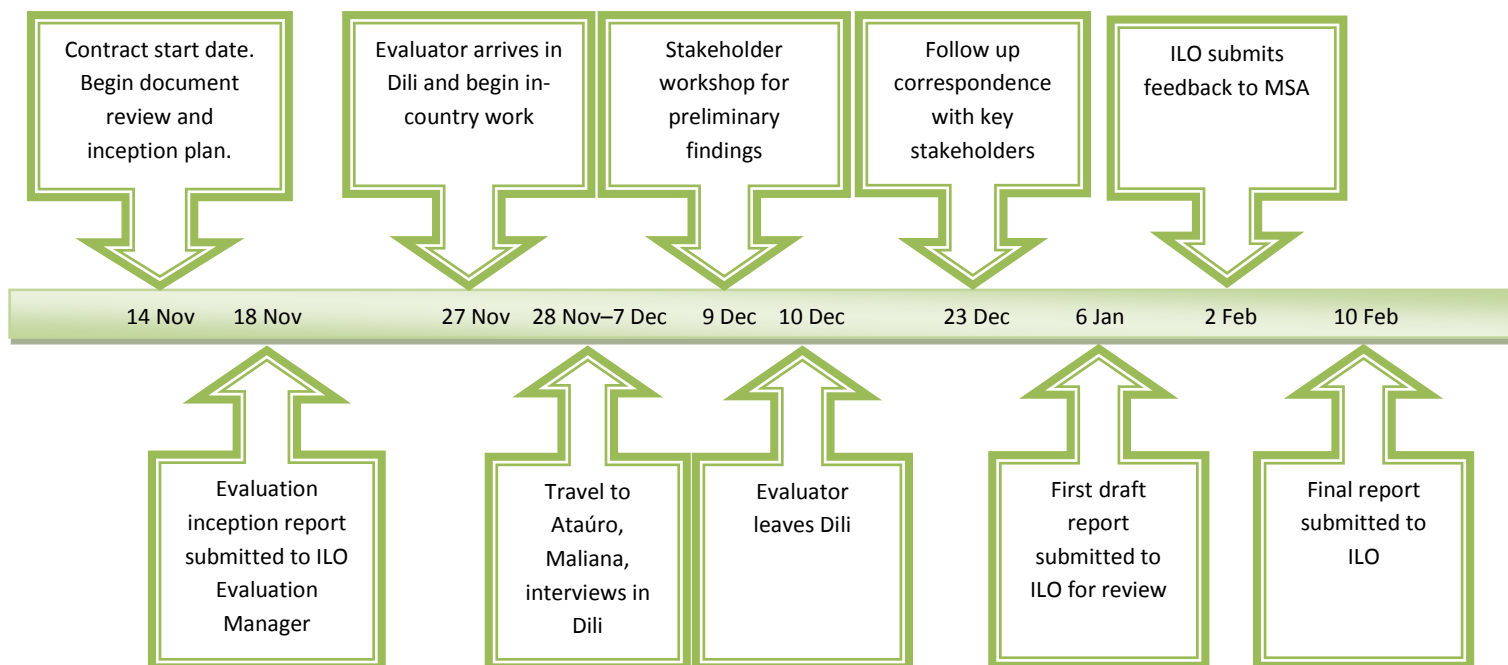 Contract start date.
Begin document
review and
inception plan.
Evaluator arrives in
Dili and begin in-
country work
Stakeholder
workshop for
preliminary
findings
Follow up
correspondence
with key
stakeholders
ILO submits
feedback to MSA
14 Nov
18 Nov
27 Nov
28 Nov–7 Dec
9 Dec
10 Dec
23 Dec
6 Jan
2 Feb
10 Feb
Evaluation
inception report
submitted to ILO
Evaluation
Manager
Travel to
Ataúro,
Maliana,
interviews in
Dili
Evaluator
leaves Dili
First draft
report
submitted to
ILO for review
Final report
submitted to
ILO